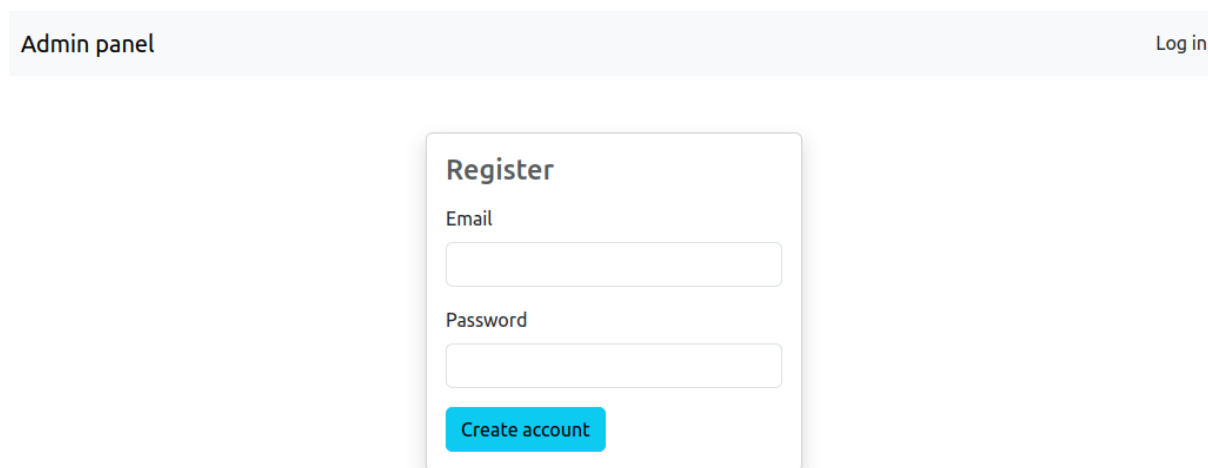 Admin panel
Log in
Register
Email
Password
Create account